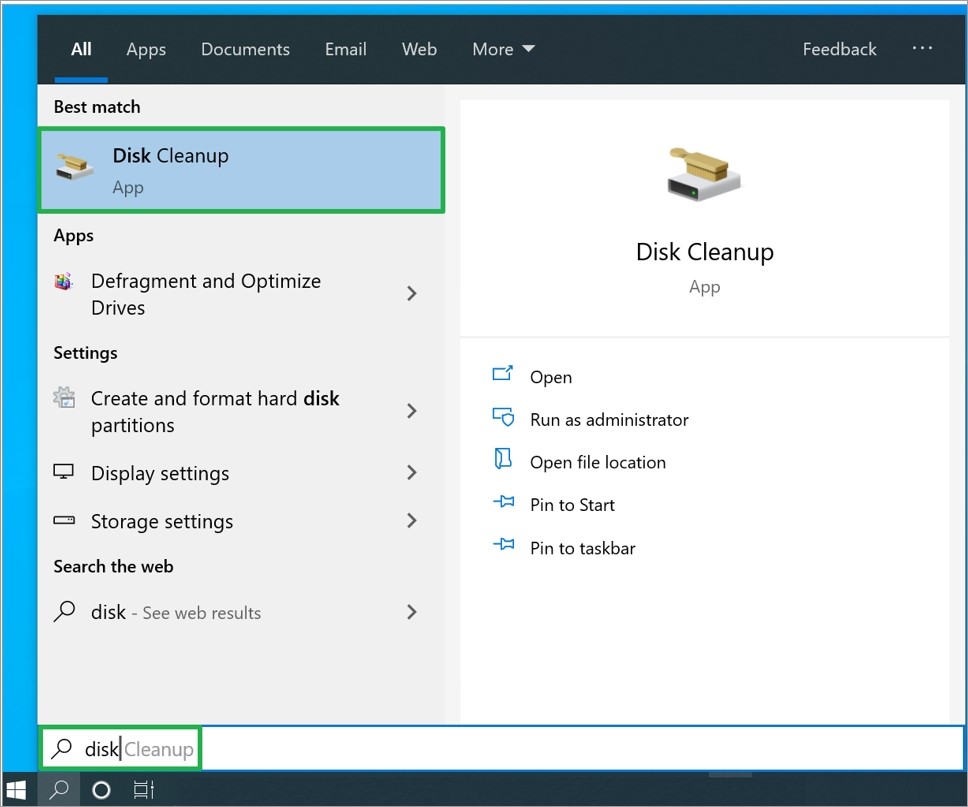 All Apps Documents Email Web More Feedback ···
Best match
Disk Cleanup
App
Apps
Defragment and Optimize
Drives
Settings
Create and format hard disk
partitions
Display settings
Storage settings
Search the web
disk - See web results
Disk Cleanup
App
Open
Run as administrator
Open file location
Pin to Start
Pin to taskbar
disk Cleanup